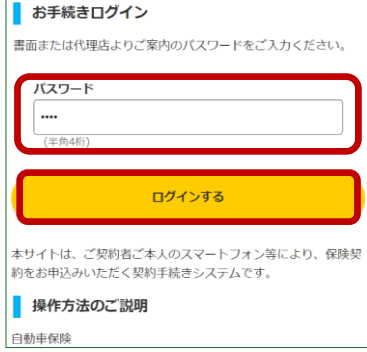 お手続きログイン
書面または代理店よりご案内のパスワードをご入力ください。
パスワード
••••
(半角4桁)
ログインする
本サイトは、ご契約者ご本人のスマートフォン等により、保険契
約をお申込みいただく契約手続きシステムです。
操作方法のご説明
自動車保険